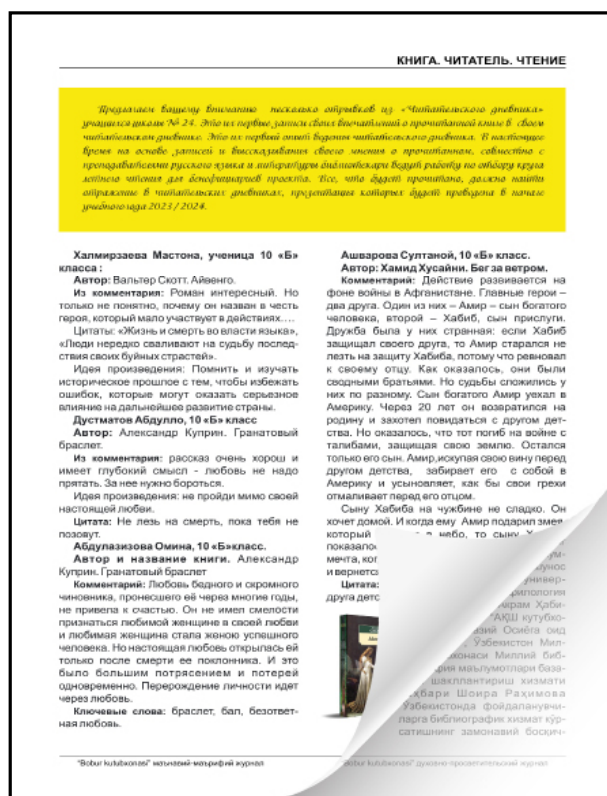 КНИГА. ЧИТАТЕЛЬ. ЧТЕНИЕ
Предлагаем вашему вниманию несколько отрывков из «Читательского дневника»
учащихся школы № 24. Это их первые записи своих впечатлений о прочитанной книге в своем
читательском дневнике. Это их первый опыт ведения читательского дневника. В настоящее
время на основе записей и высказывания своего мнения о прочитанном, совместно с
преподавателями русского языка и литературы библиотекари ведут работу по отбору круга
летнего чтения для бенефициариев проекта. Все, что будет прочитано, должно найти
отражение в читательских дневниках, презентация которых будет проведена в начале
учебного года 2023 / 2024.
Халмирзаева Мастона, ученица 10 «Б»
класса :
Автор: Вальтер Скотт. Айвенго.
Из комментария: Роман интересный. Но
только не понятно, почему он назван в честь
героя, который мало участвует в действиях….
Цитаты: «Жизнь и смерть во власти языка»,
«Люди нередко сваливают на судьбу послед-
ствия своих буйных страстей».
Идея произведения: Помнить и изучать
историческое прошлое с тем, чтобы избежать
ошибок, которые могут оказать серьезное
влияние на дальнейшее развитие страны.
Дустматов Абдулло, 10 «Б» класс
Автор: Александр Куприн. Гранатовый
браслет.
Из комментария: рассказ очень хорош и
имеет глубокий смысл - любовь не надо
прятать. За нее нужно бороться.
Идея произведения: не пройди мимо своей
настоящей любви.
Цитата: Не лезь на смерть, пока тебя не
позовут.
Абдулазизова Омина, 10 «Б»класс.
Автор и название книги. Александр
Куприн. Гранатовый браслет
Комментарий: Любовь бедного и скромного
чиновника, пронесшего её через многие годы,
не привела к счастью. Он не имел смелости
признаться любимой женщине в своей любви
и любимая женщина стала женою успешного
человека. Но настоящая любовь открылась ей
только после смерти ее поклонника. И это
было большим потрясением и потерей
одновременно. Перерождение личности идет
через любовь.
Ключевые слова: браслет, бал, безответ-
ная любовь.
Ашварова Султаной, 10 «Б» класс.
Автор: Хамид Хусайни. Бег за ветром.
Комментарий: Действие развивается на
фоне войны в Афганистане. Главные герои –
два друга. Один из них – Амир – сын богатого
человека, второй – Хабиб, сын прислуги.
Дружба была у них странная: если Хабиб
защищал своего друга, то Амир старался не
лезть на защиту Хабиба, потому что ревновал
к своему отцу. Как оказалось, они были
сводными братьями. Но судьбы сложились у
них по разному. Сын богатого Амир уехал в
Америку. Через 20 лет он возвратился на
родину и захотел повидаться с другом дет-
ства. Но оказалось, что тот погиб на войне с
талибами, защищая свою землю. Остался
только его сын. Амир,искупая свою вину перед
другом детства, забирает его с собой в
Америку и усыновляет, как бы свои грехи
отмаливает перед его отцом.
Сыну Хабиба на чужбине не сладко. Он
хочет домой. И когда ему Амир подарил змея,
который в небо, то сыну
показалос
мечта, ког
и вернетс
Цитата:
друга детс
филология
Икрам Ҳаби-
АҚШ кутубхо-
Осиёга оид
Ўзбекистон Мил-
Миллий биб-
маълумотлари база-
шакллантириш хизмати
раҳбари Шоира Раҳимова
Ўзбекистонда фойдаланувчи-
ларга библиографик хизмат кўр-
сатишнинг замонавий босқич-
"Bobur kutubxonasi" маънавий-маърифий журнал
"Bobur kutubxonasi" духовно-просветительский журнал